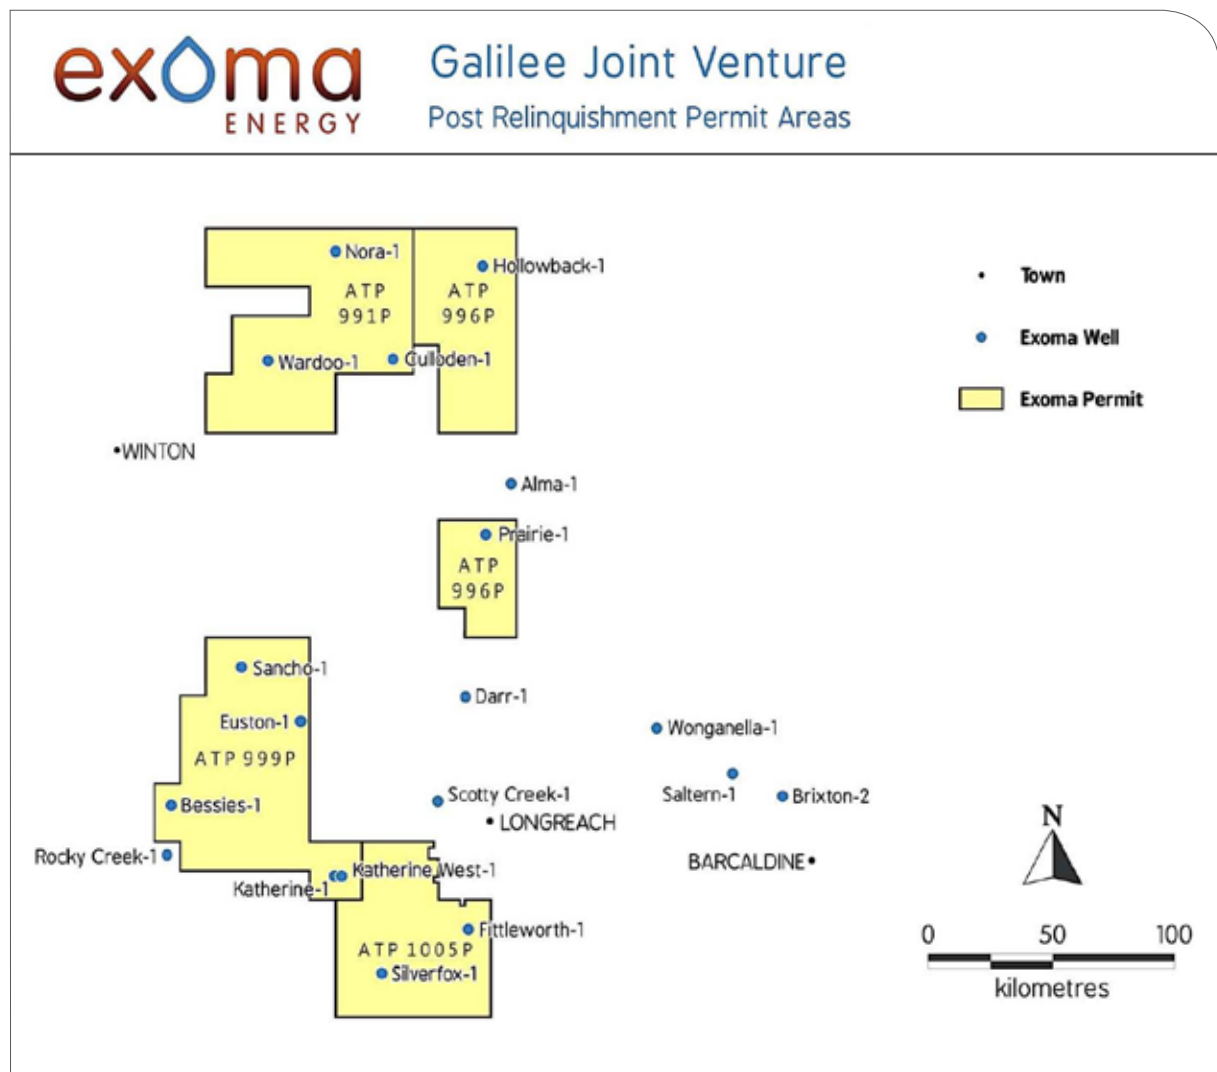 exoma
ENERGY
Galilee Joint Venture
Post Relinquishment Permit Areas
Nora-1
Hollowback-1
ATP
991P
ATP
996P
Wardoo-1
Culloden-1
Town
Exoma Well
Exoma Permit
WINTON
Alma-1
Prairie-1
ATP
996P
Sancho-1
Darr-1
Euston-1
Wonganella-1
ATP 999P
Saltern-1
Brixton-2
Bessies-1
Scotty Creek-1
LONGREACH
Rocky Creek-1
Katherine West-1
Katherine-1
BARCALDINE
N
Fittleworth-1
ATP 1005P
Silverfox-1
0 50 100
kilometres